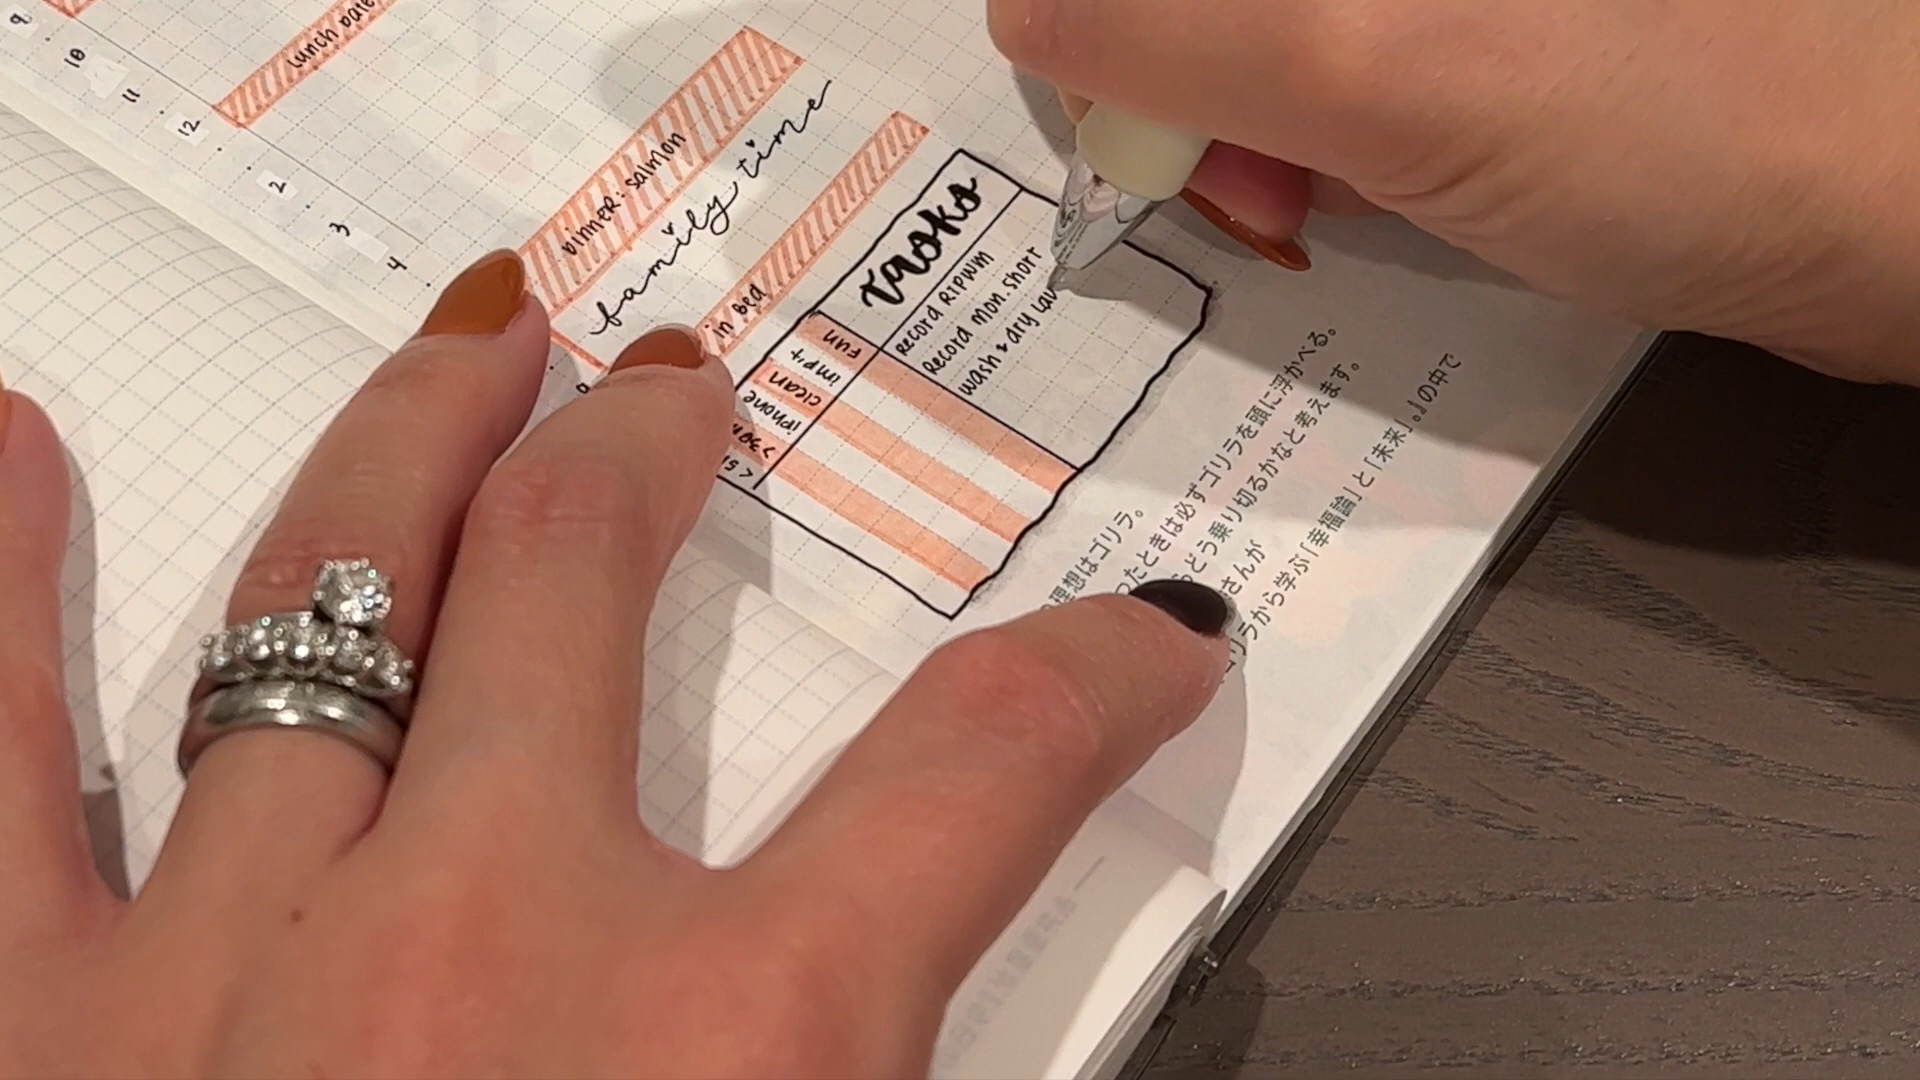 9
10
11
12
2
3
4
Lunch Date
DINNER: salmon
family time
in bed
Tasks
RECORD RIPWM
Record mon. short
wash & dry lau
FUN
imp't
clean
iphone
理想はゴリラ。
ったときは必ずゴリラを頭に浮かべる。
どう乗り切るかなと考えます。
さんが
リラから学ぶ「幸福論」と「未来」。』の中で